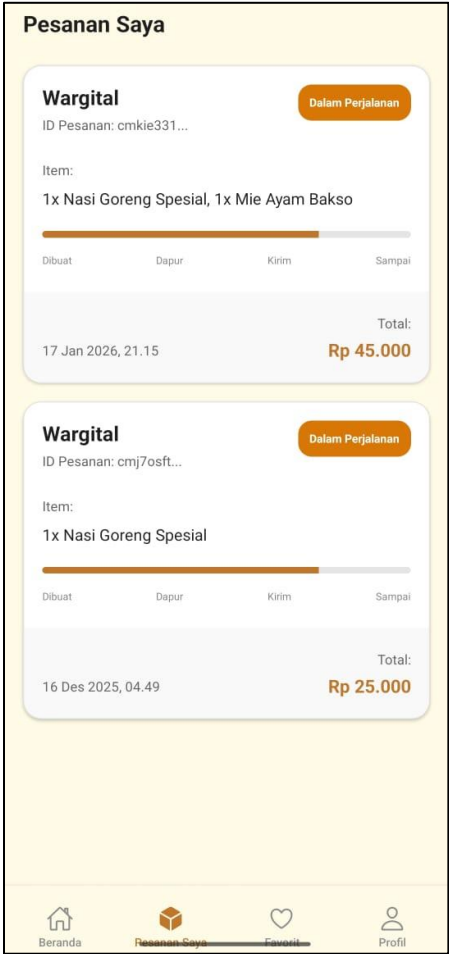 Pesanan Saya
Wargital
Dalam Perjalanan
ID Pesanan: cmkie331...
Item:
1x Nasi Goreng Spesial, 1x Mie Ayam Bakso
Dibuat Dapur Kirim Sampai
Total:
17 Jan 2026, 21.15 Rp 45.000
Wargital
Dalam Perjalanan
ID Pesanan: cmj7osft...
Item:
1x Nasi Goreng Spesial
Dibuat Dapur Kirim Sampai
Total:
16 Des 2025, 04.49 Rp 25.000
Beranda Pesanan Saya Favorit Profil